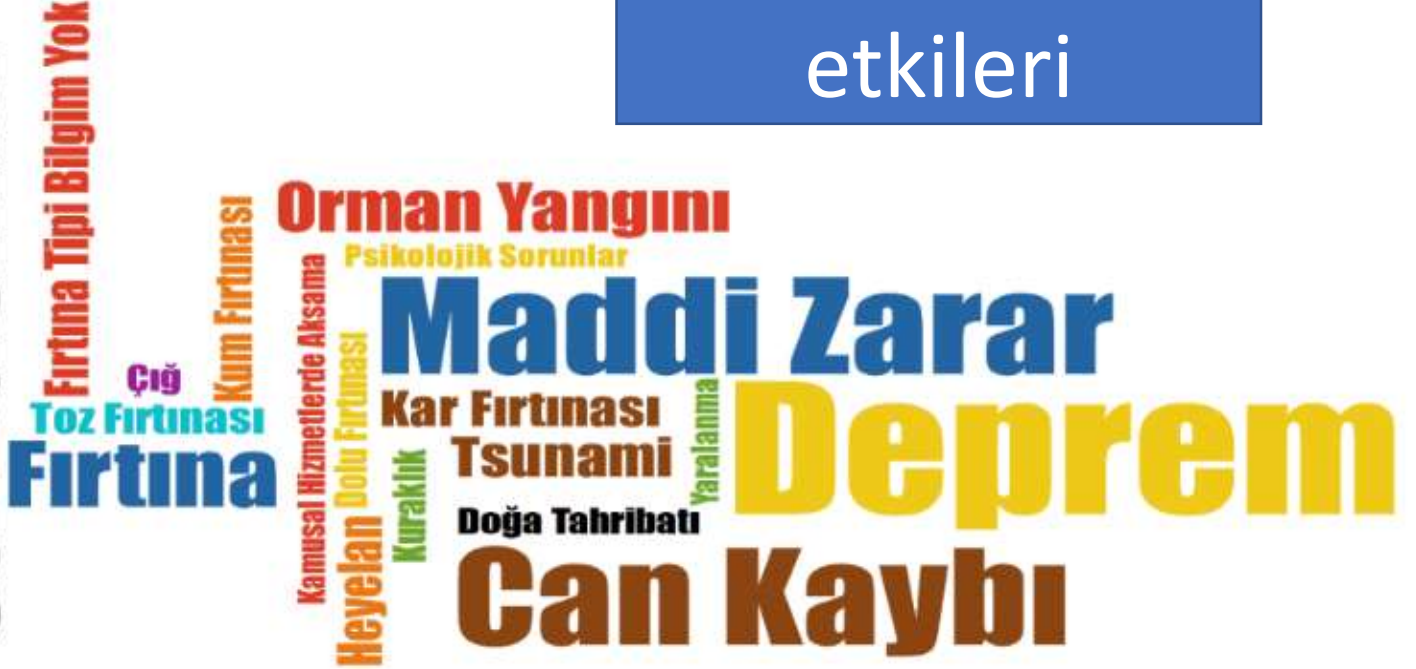 etkileri
Fırtına Tipi Bilgim Yok
Kum Fırtınası
Orman Yangını
Psikolojik Sorunlar
Kamusal Hizmetlerde Aksama
Maddi Zarar
Çığ
Dolu Fırtınası
Toz Fırtınası
Kar Fırtınası
Yaralanma
Deprem
Fırtına
Tsunami
Kuraklık
Doğa Tahribatı
Heyelan
Can Kaybı